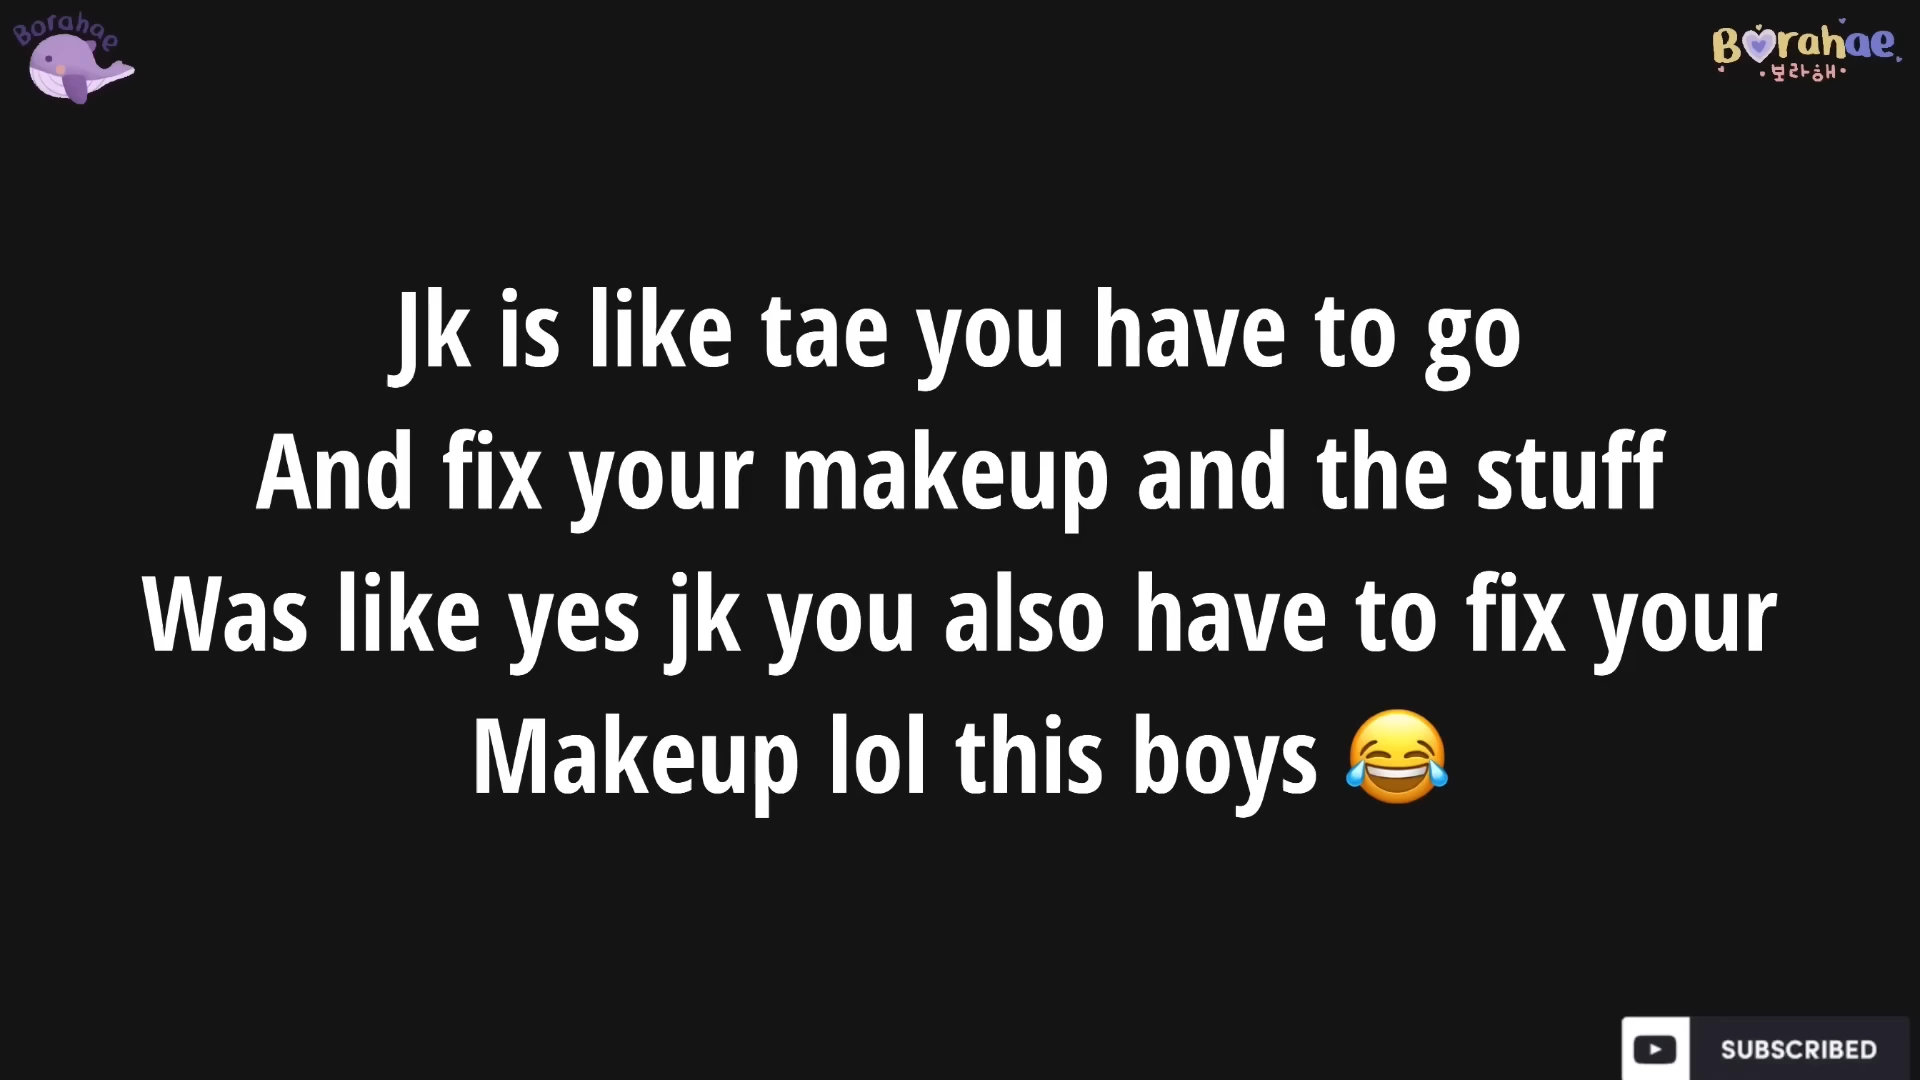 Borahae
Borahae
보라해
Jk is like tae you have to go
And fix your makeup and the stuff
Was like yes jk you also have to fix your
Makeup lol this boys 😂
SUBSCRIBED